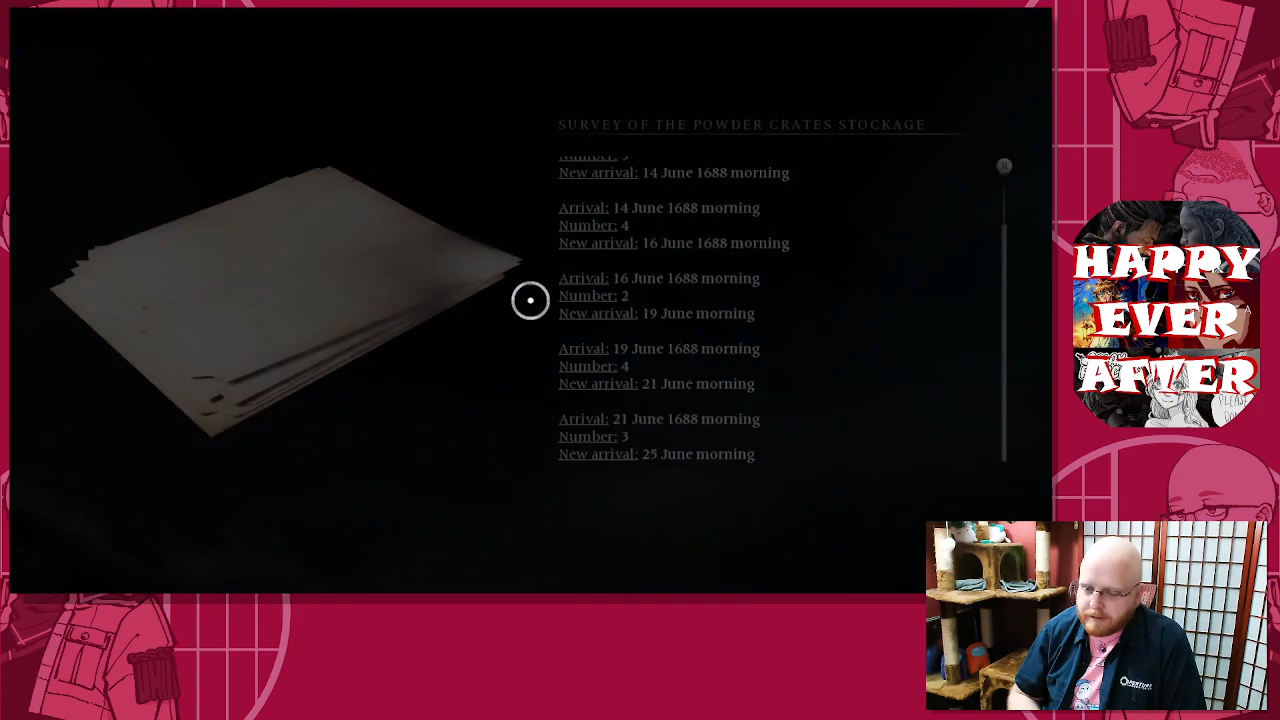 SURVEY OF THE POWDER CRATES STOCKAGE
New arrival: 14 June 1688 morning
Arrival: 14 June 1688 morning
Number: 4
New arrival: 16 June 1688 morning
Arrival: 16 June 1688 morning
Number: 2
New arrival: 19 June morning
Arrival: 19 June 1688 morning
Number: 4
New arrival: 21 June morning
Arrival: 21 June 1688 morning
Number: 3
New arrival: 25 June morning
HAPPY
EVER
AFTER